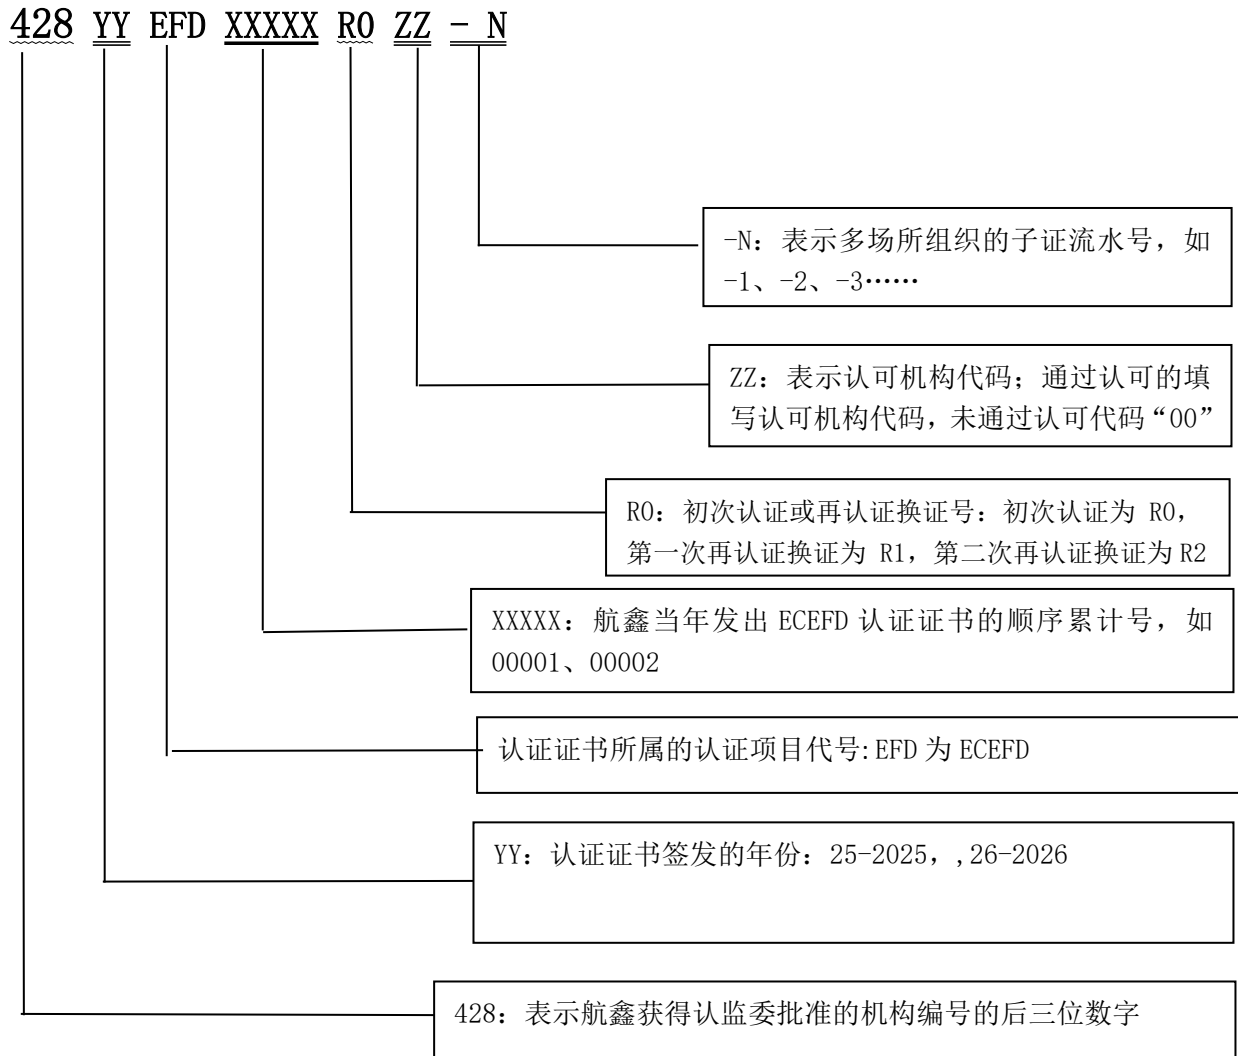 428 YY EFD XXXXX R0 ZZ - N
-N：表示多场所组织的子证流水号，如
-1、-2、-3……
ZZ：表示认可机构代码；通过认可的填
写认可机构代码，未通过认可代码“00”
R0：初次认证或再认证换证号：初次认证为 R0，
第一次再认证换证为 R1，第二次再认证换证为 R2
XXXXX：航鑫当年发出 ECEFD 认证证书的顺序累计号，如
00001、00002
认证证书所属的认证项目代号:EFD 为 ECEFD
YY：认证证书签发的年份：25-2025，,26-2026
428：表示航鑫获得认监委批准的机构编号的后三位数字